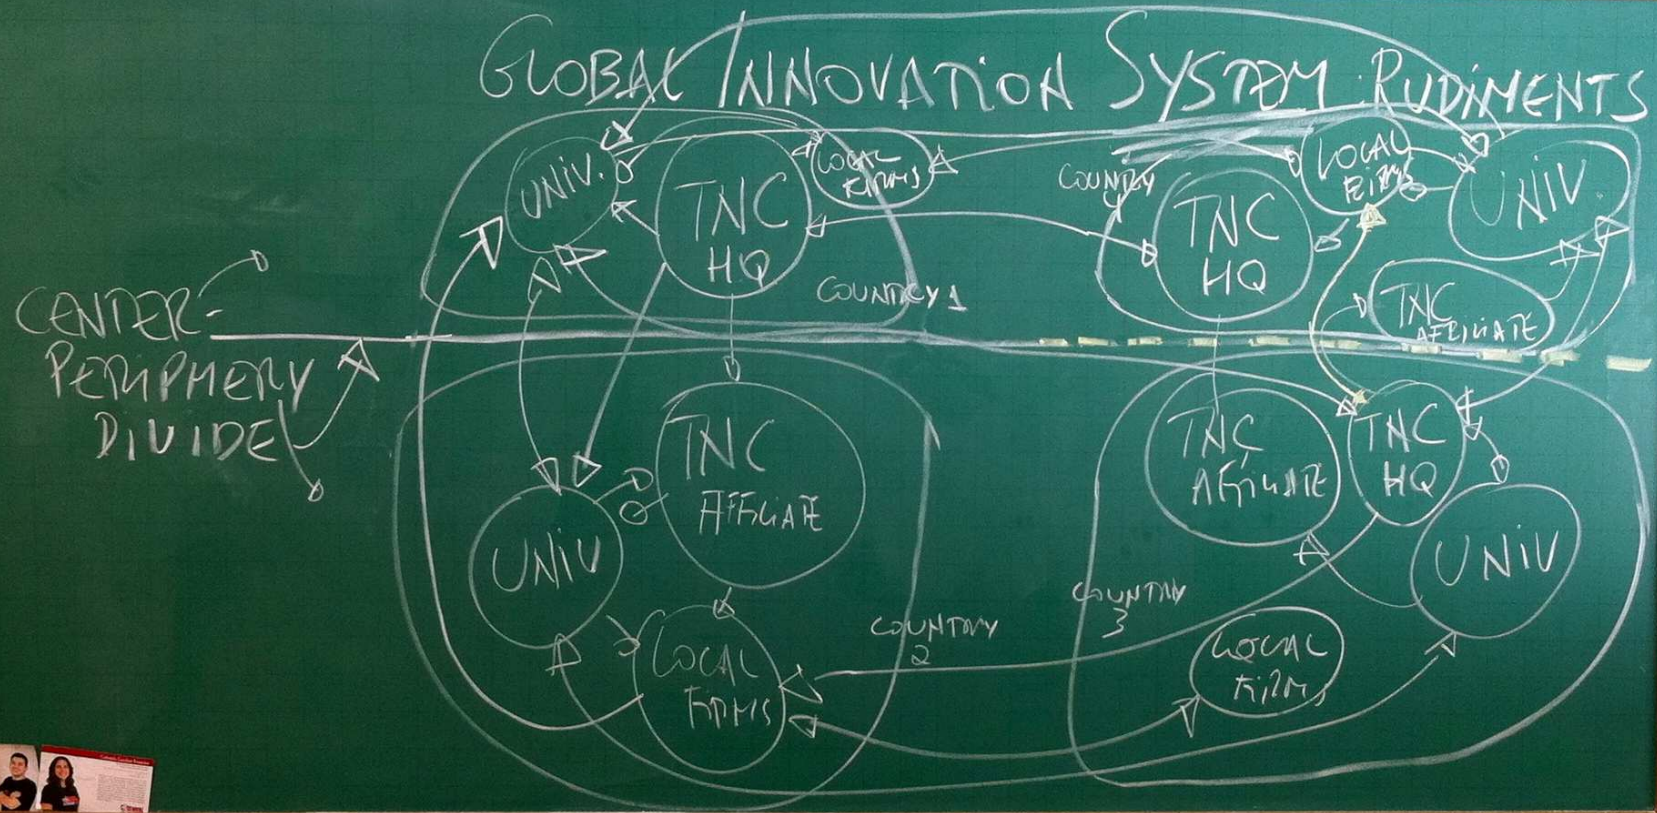 GLOBAL INNOVATION SYSTEM RUDIMENTS
UNIV.
TNC
HQ
LOCAL
FIRMS
COUNTRY 1
COUNTRY
4
TNC
HQ
LOCAL
FIRMS
UNIV.
TNC
AFFILIATE
CENTER-
PERIPHERY
DIVIDE
UNIV
TNC
AFFILIATE
LOCAL
FIRMS
COUNTRY
2
COUNTRY
3
TNC
AFFILIATE
TNC
HQ
UNIV
LOCAL
FIRMS